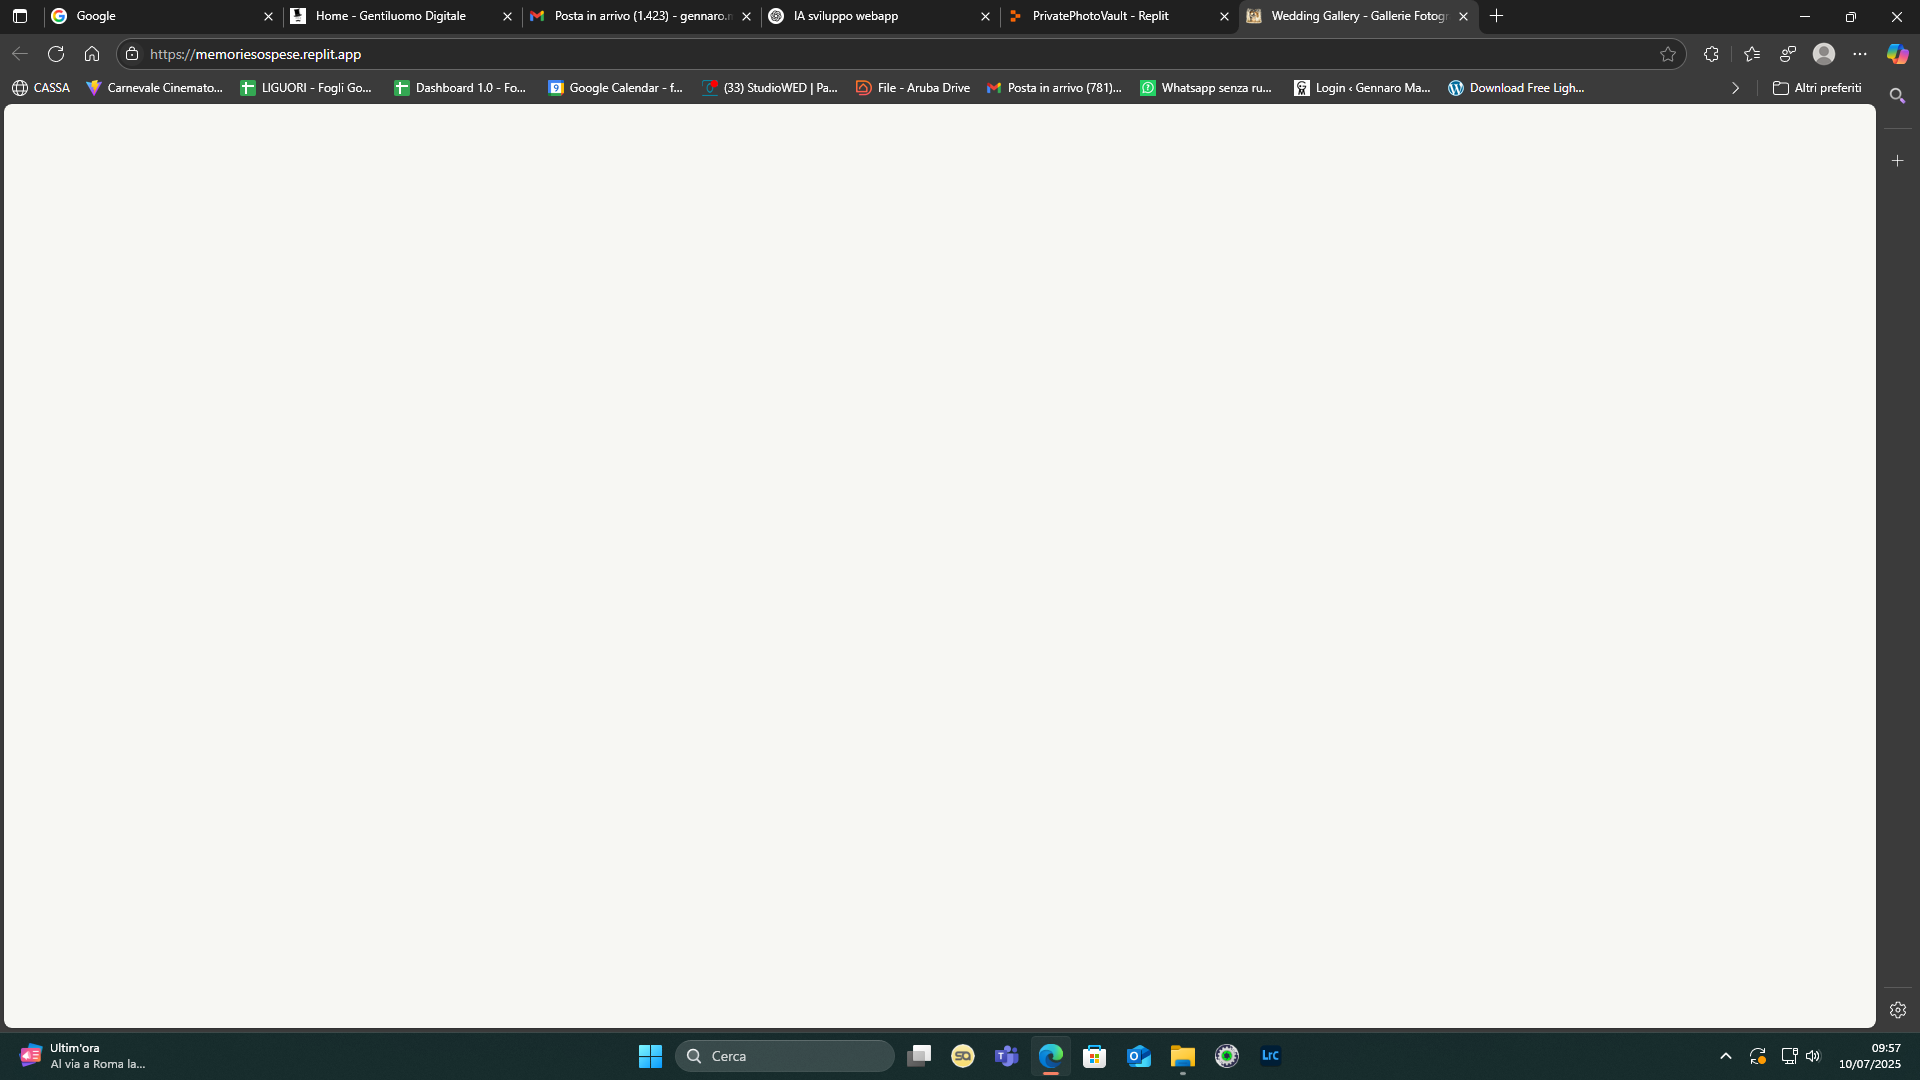 Google
Home - Gentiluomo Digitale
Posta in arrivo (1.423) - gennaro.
IA sviluppo webapp
PrivatePhotoVault - Replit
Wedding Gallery - Gallerie Fotogr
https://memoriesospese.replit.app
CASSA
Carnevale Cinemato...
LIGUORI - Fogli Go...
Dashboard 1.0 - Fo...
Google Calendar - f...
(33) StudioWED | Pa...
File - Aruba Drive
Posta in arrivo (781)...
Whatsapp senza ru...
Login ‹ Gennaro Ma...
Download Free Ligh...
Altri preferiti
Ultim'ora
Al via a Roma la...
Cerca
LrC
09:57
10/07/2025